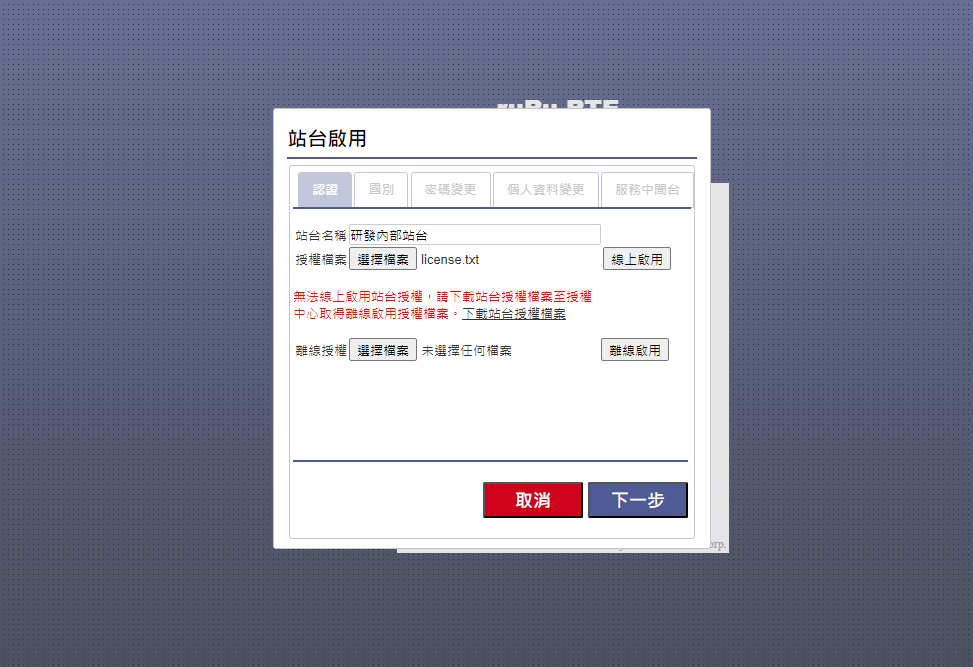 站台啟用
認證 國別 密碼變更 個人資料變更 服務中間台
站台名稱 研發內部站台
授權檔案 選擇檔案 license.txt 線上啟用
無法線上啟用站台授權，請下載站台授權檔案至授權
中心取得離線啟用授權檔案。下載站台授權檔案
離線授權 選擇檔案 未選擇任何檔案 離線啟用
取消 下一步